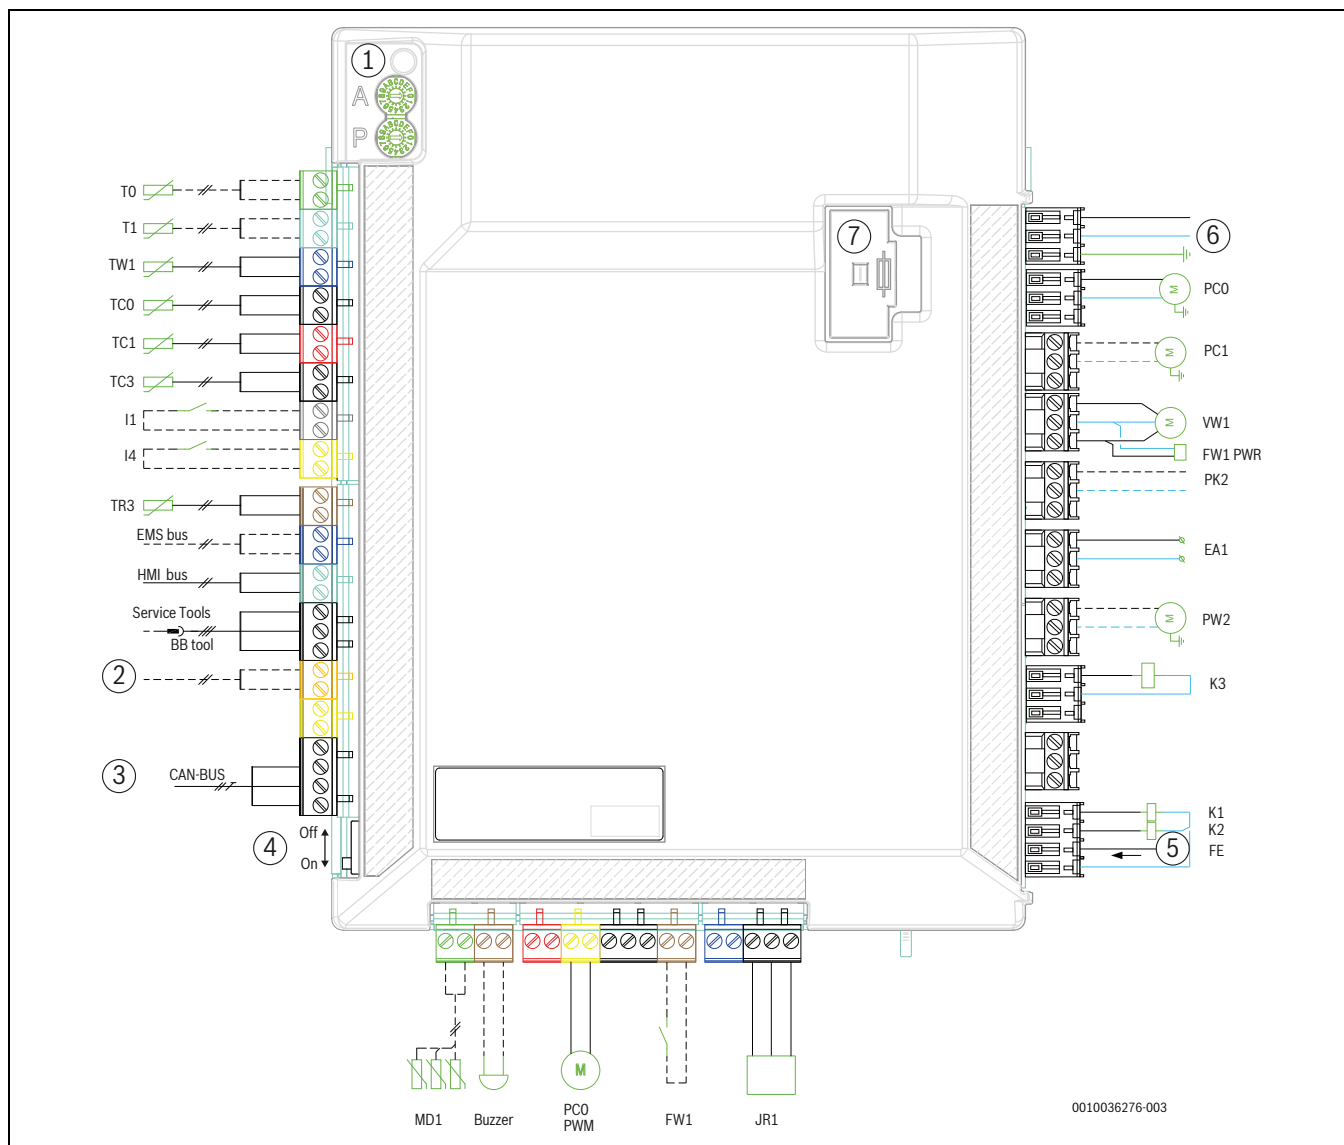 1
A
P
T0
T1
TW1
TC0
TC1
TC3
I1
I4
TR3
EMS bus
HMI bus
Service Tools
BB tool
2
3
CAN-BUS
4
Off
On
7
6
PC0
M
PC1
M
VW1
M
FW1 PWR
PK2
EA1
PW2
M
K3
K1
K2
5
FE
MD1
Buzzer
M
PC0
PWM
FW1
JR1
0010036276-003